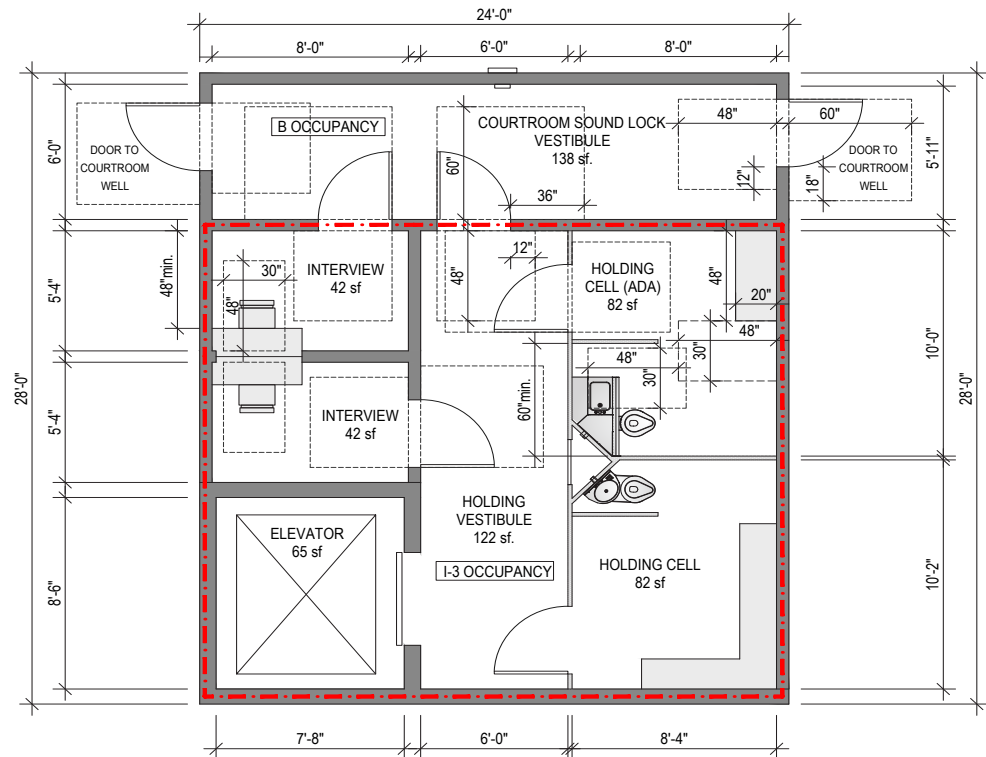 24'-0"
8'-0"
6'-0"
8'-0"
B OCCUPANCY
COURTROOM SOUND LOCK
VESTIBULE
138 sf.
48"
60"
DOOR TO
COURTROOM
WELL
DOOR TO
COURTROOM
WELL
6'-0"
60"
12"
18"
5'-11"
36"
48"min.
INTERVIEW
42 sf
30"
48"
12"
48"
HOLDING
CELL (ADA)
82 sf
48"
20"
48"
30"
5'-4"
10'-0"
28'-0"
28'-0"
48"
30"
60"min.
INTERVIEW
42 sf
5'-4"
ELEVATOR
65 sf
HOLDING
VESTIBULE
122 sf.
I-3 OCCUPANCY
HOLDING CELL
82 sf
8'-6"
10'-2"
7'-8"
6'-0"
8'-4"